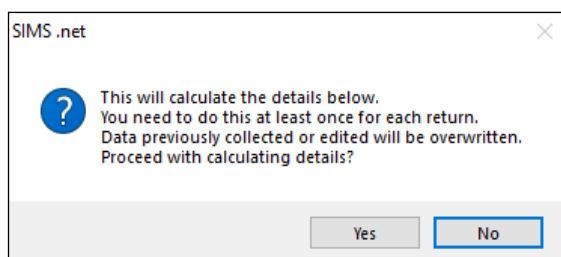 SIMS .net
This will calculate the details below.
You need to do this at least once for each return.
Data previously collected or edited will be overwritten.
Proceed with calculating details?
Yes
No